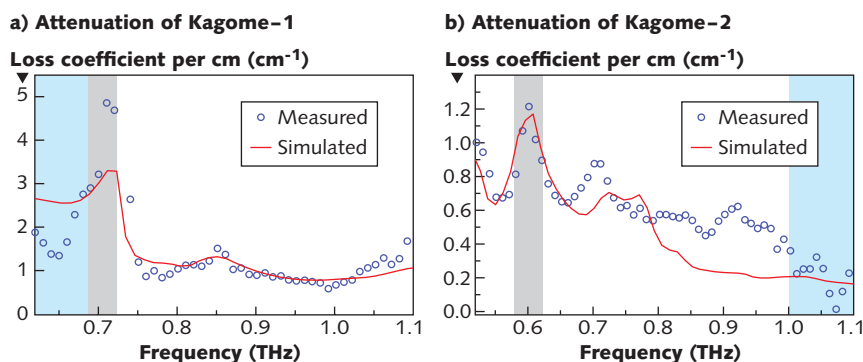 a) Attenuation of Kagome–1
Loss coefficient per cm (cm⁻¹)
5
4
3
2
1
0
Measured
Simulated
0.7
0.8
0.9
1.0
1.1
Frequency (THz)
b) Attenuation of Kagome–2
Loss coefficient per cm (cm⁻¹)
1.2
1.0
0.8
0.6
0.4
0.2
0.0
Measured
Simulated
0.6
0.7
0.8
0.9
1.0
1.1
Frequency (THz)